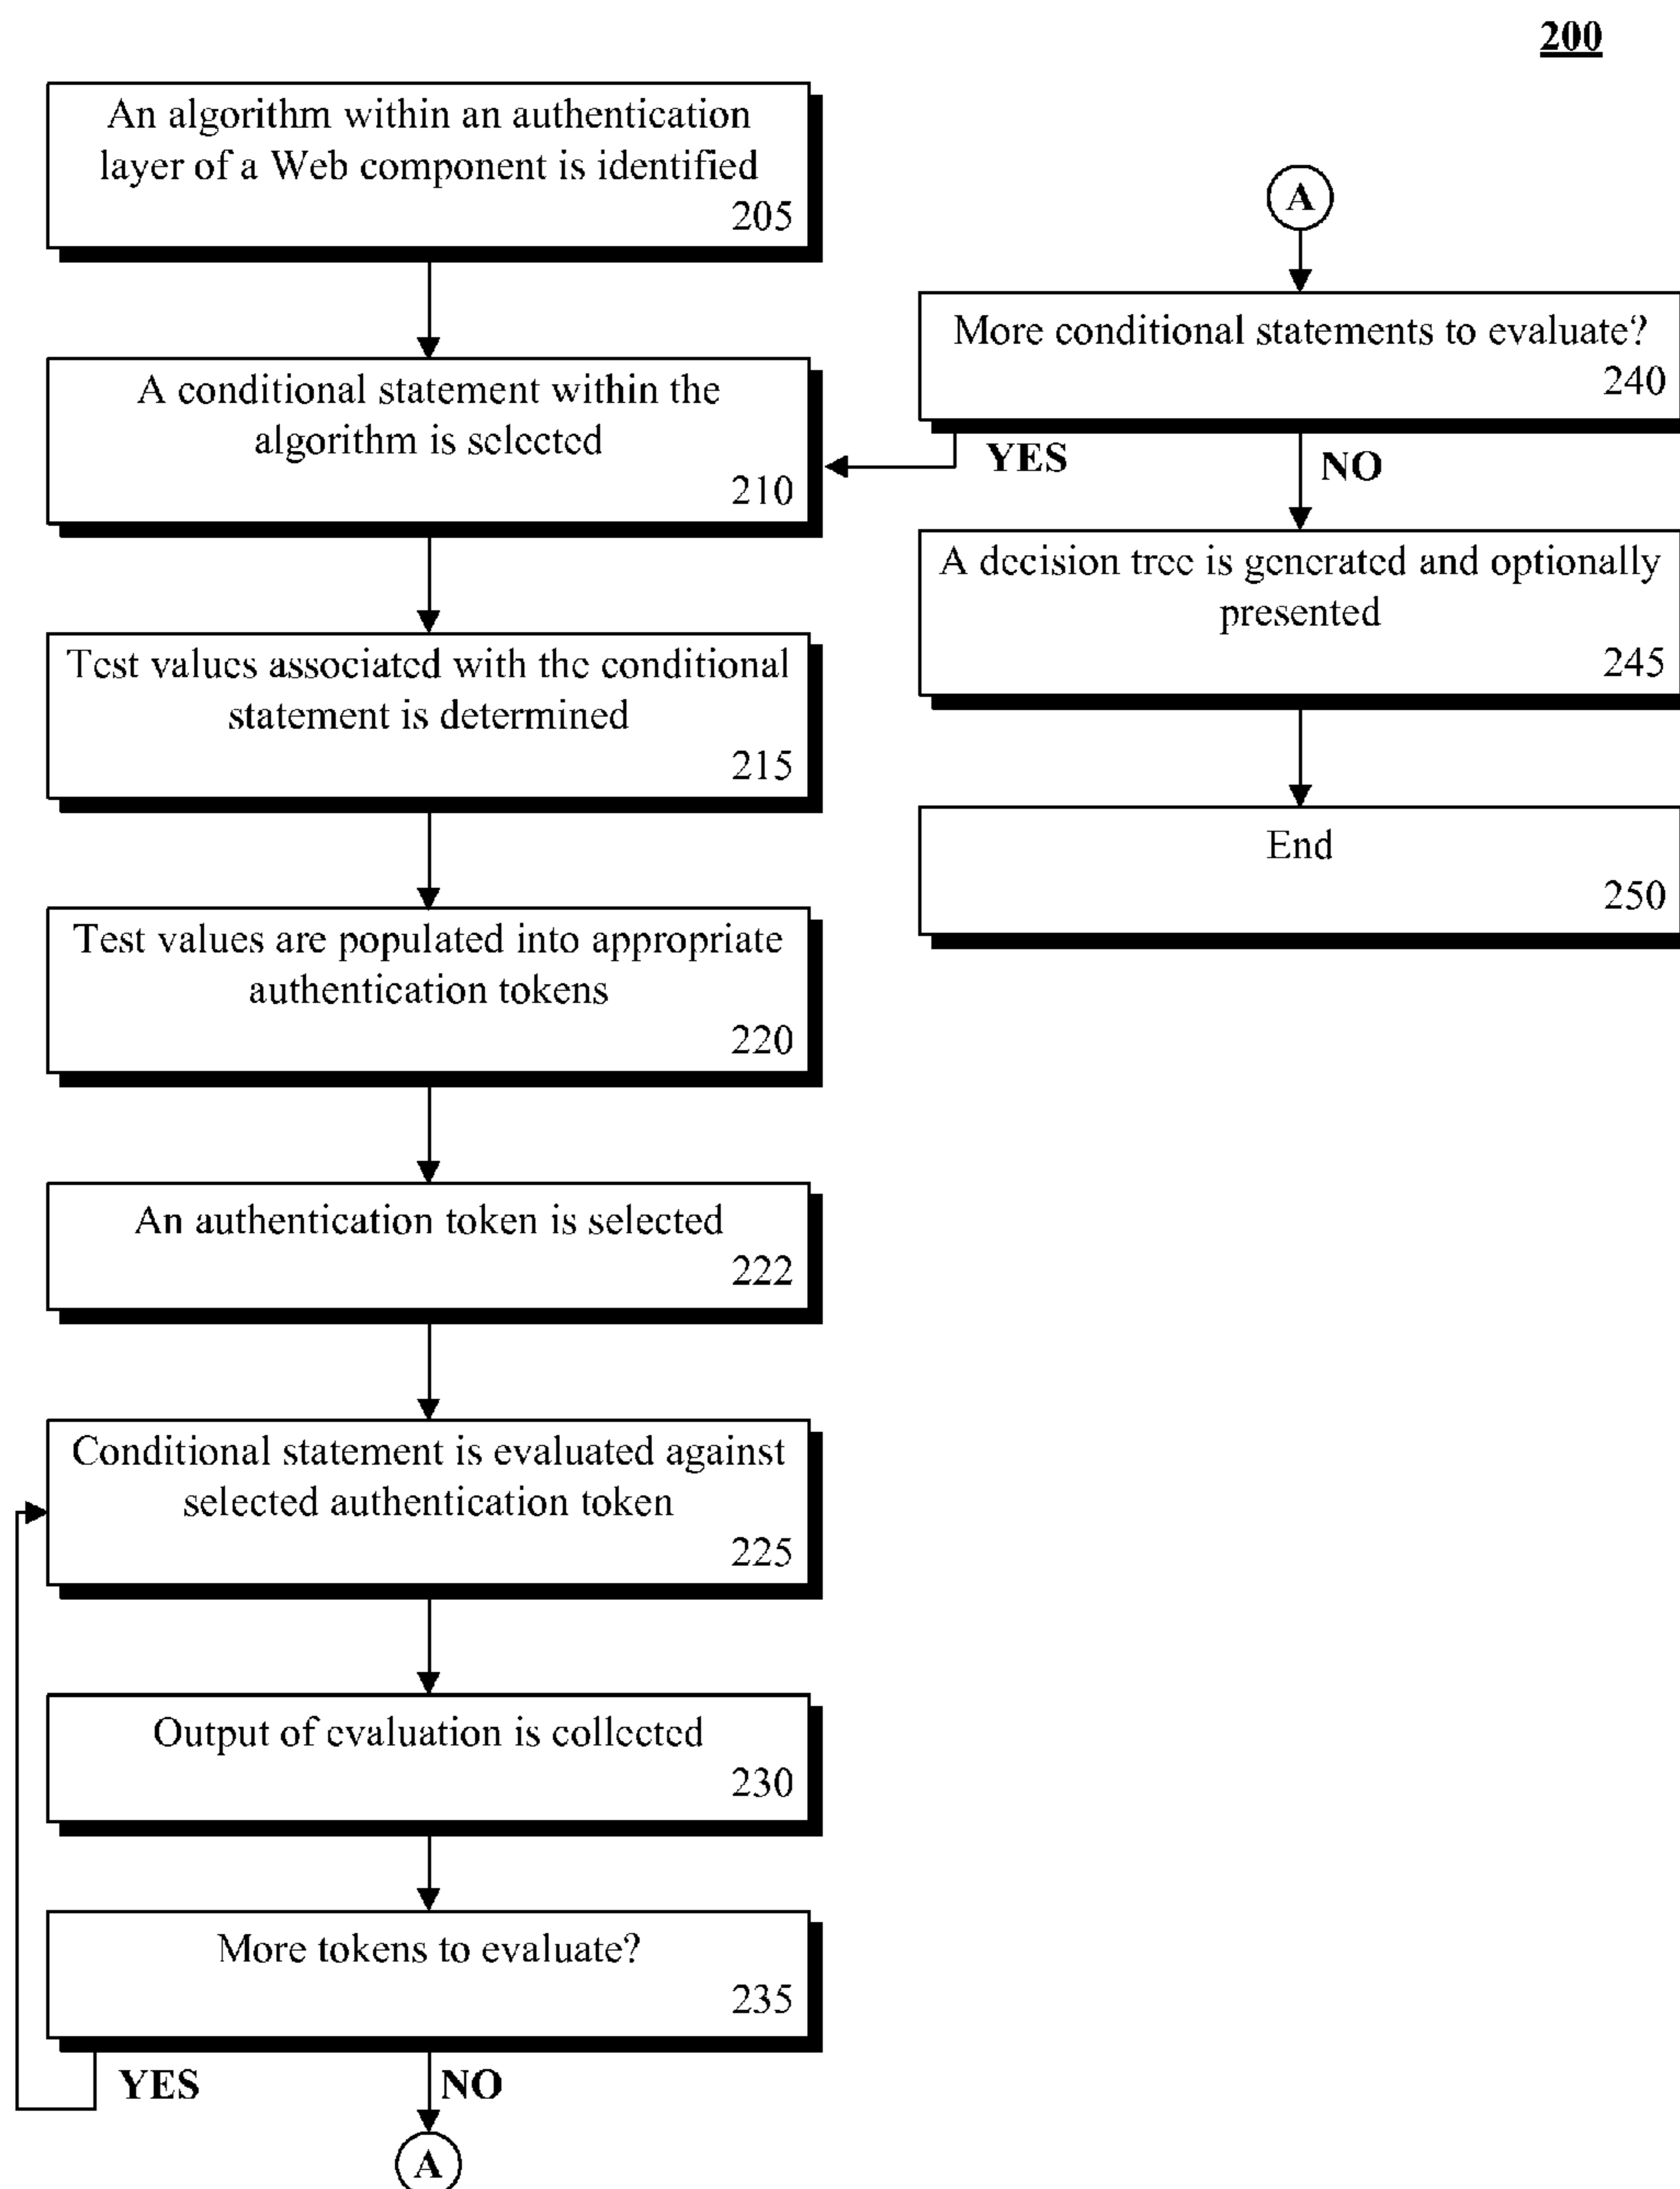 200
An algorithm within an authentication
layer of a Web component is identified
205
A conditional statement within the
algorithm is selected
210
Test values associated with the conditional
statement is determined
215
Test values are populated into appropriate
authentication tokens
220
An authentication token is selected
222
Conditional statement is evaluated against
selected authentication token
225
Output of evaluation is collected
230
More tokens to evaluate?
235
YES
NO
A
A
More conditional statements to evaluate?
240
YES
NO
A decision tree is generated and optionally
presented
245
End
250